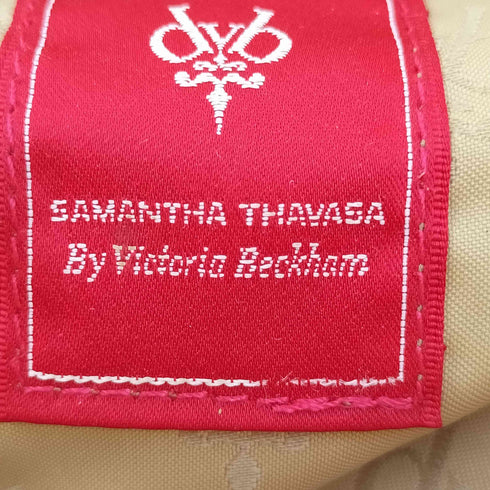 dvb
SAMANTHA THAVASA
By Victoria Beckham